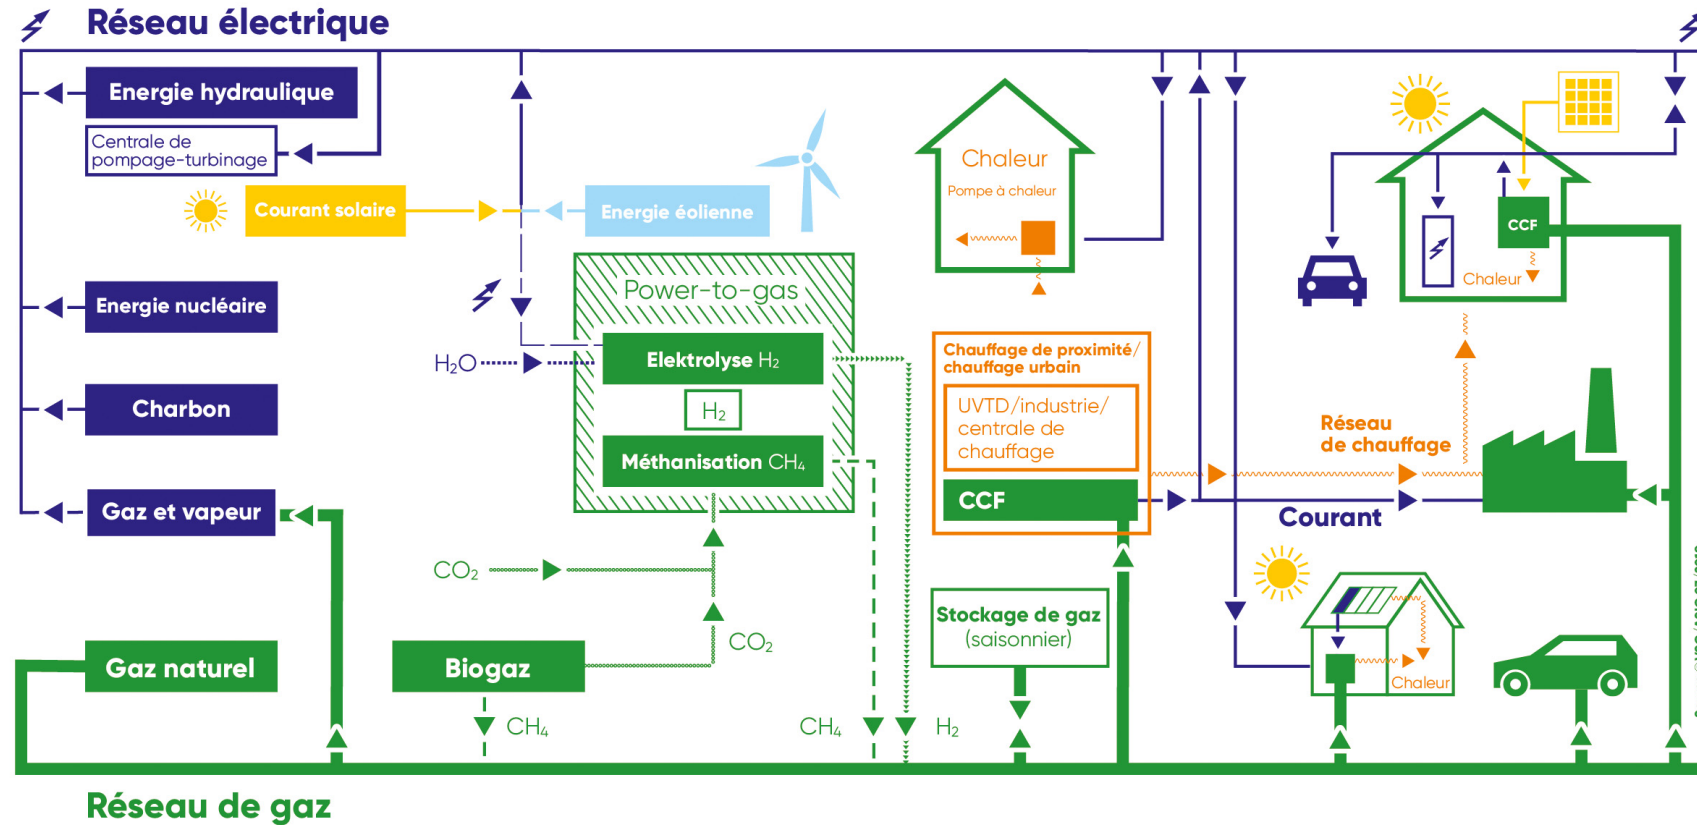 Réseau électrique
Energie hydraulique
Centrale de
pompage-turbinage
Courant solaire
Energie éolienne
Energie nucléaire
Power-to-gas
H₂O
Elektrolyse H₂
H₂
Charbon
Méthanisation CH₄
Gaz et vapeur
CO₂
CO₂
Gaz naturel
Biogaz
CH₄
CH₄
H₂
Chaleur
Pompe à chaleur
Chauffage de proximité/
chauffage urbain
UVTD/industrie/
centrale de
chauffage
CCF
Stockage de gaz
(saisonnier)
CCF
Chaleur
Réseau
de chauffage
Courant
Chaleur
Réseau de gaz